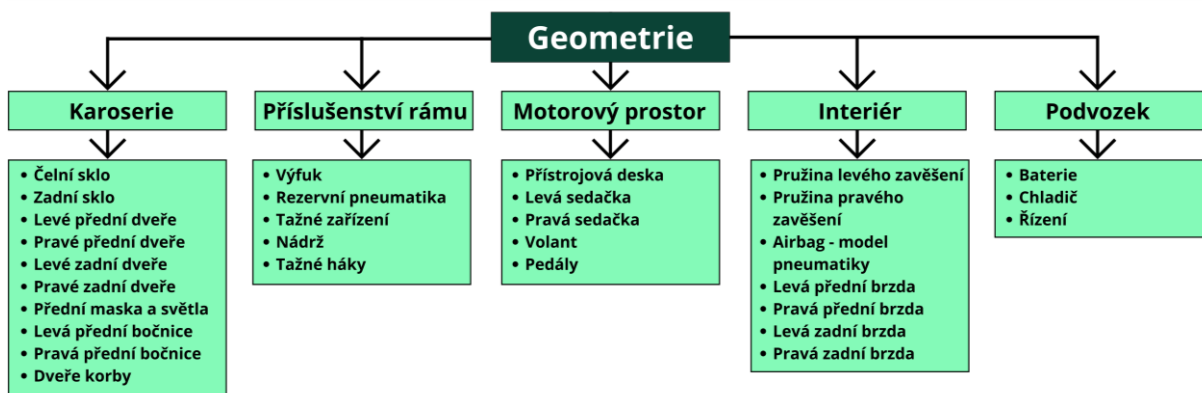 Geometrie
Karoserie
• Čelní sklo
• Zadní sklo
• Levé přední dveře
• Pravé přední dveře
• Levé zadní dveře
• Pravé zadní dveře
• Přední maska a světla
• Levá přední bočnice
• Pravá přední bočnice
• Dveře korby
Příslušenství rámu
• Výfuk
• Rezervní pneumatika
• Tažné zařízení
• Nádrž
• Tažné háky
Motorový prostor
• Přístrojová deska
• Levá sedačka
• Pravá sedačka
• Volant
• Pedály
Interiér
• Pružina levého zavěšení
• Pružina pravého
zavěšení
• Airbag - model
pneumatiky
• Levá přední brzda
• Pravá přední brzda
• Levá zadní brzda
• Pravá zadní brzda
Podvozek
• Baterie
• Chladič
• Řízení